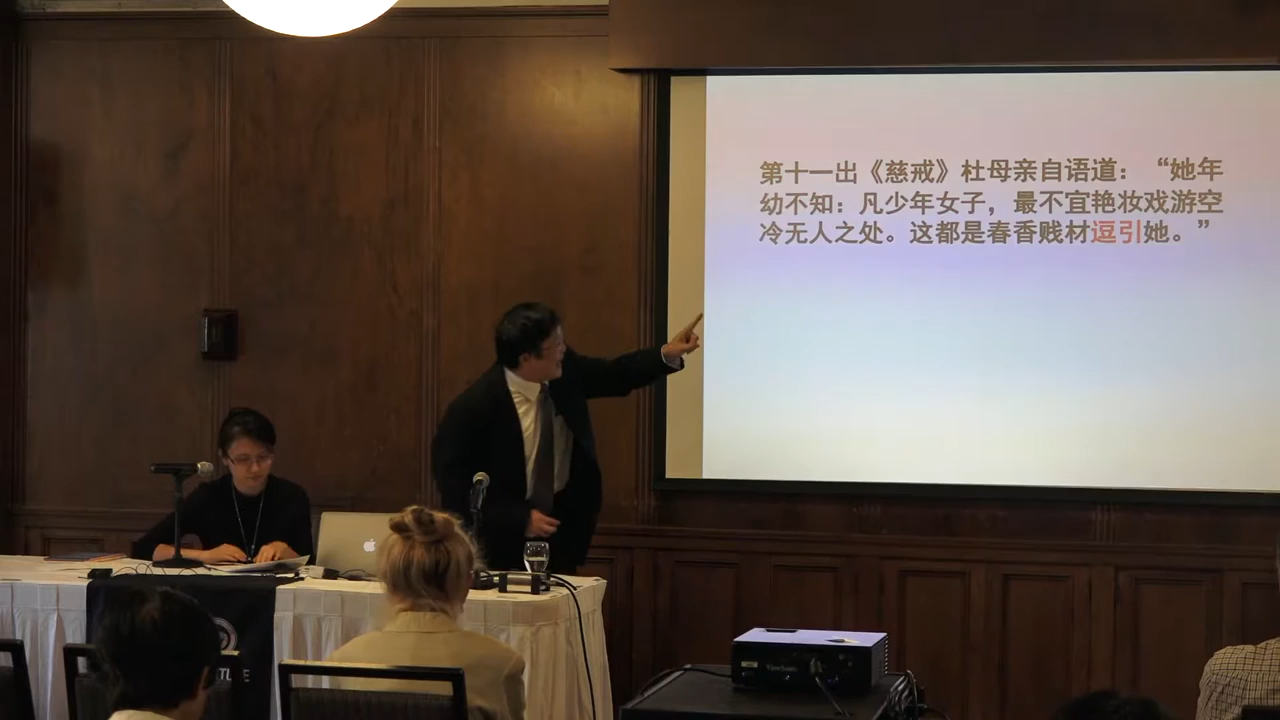 第十一出《慈戒》杜母亲自语道：“她年
幼不知：凡少年女子，最不宜艳妆戏游空
冷无人之处。这都是春香贱材逗引她。”
ViewSonic